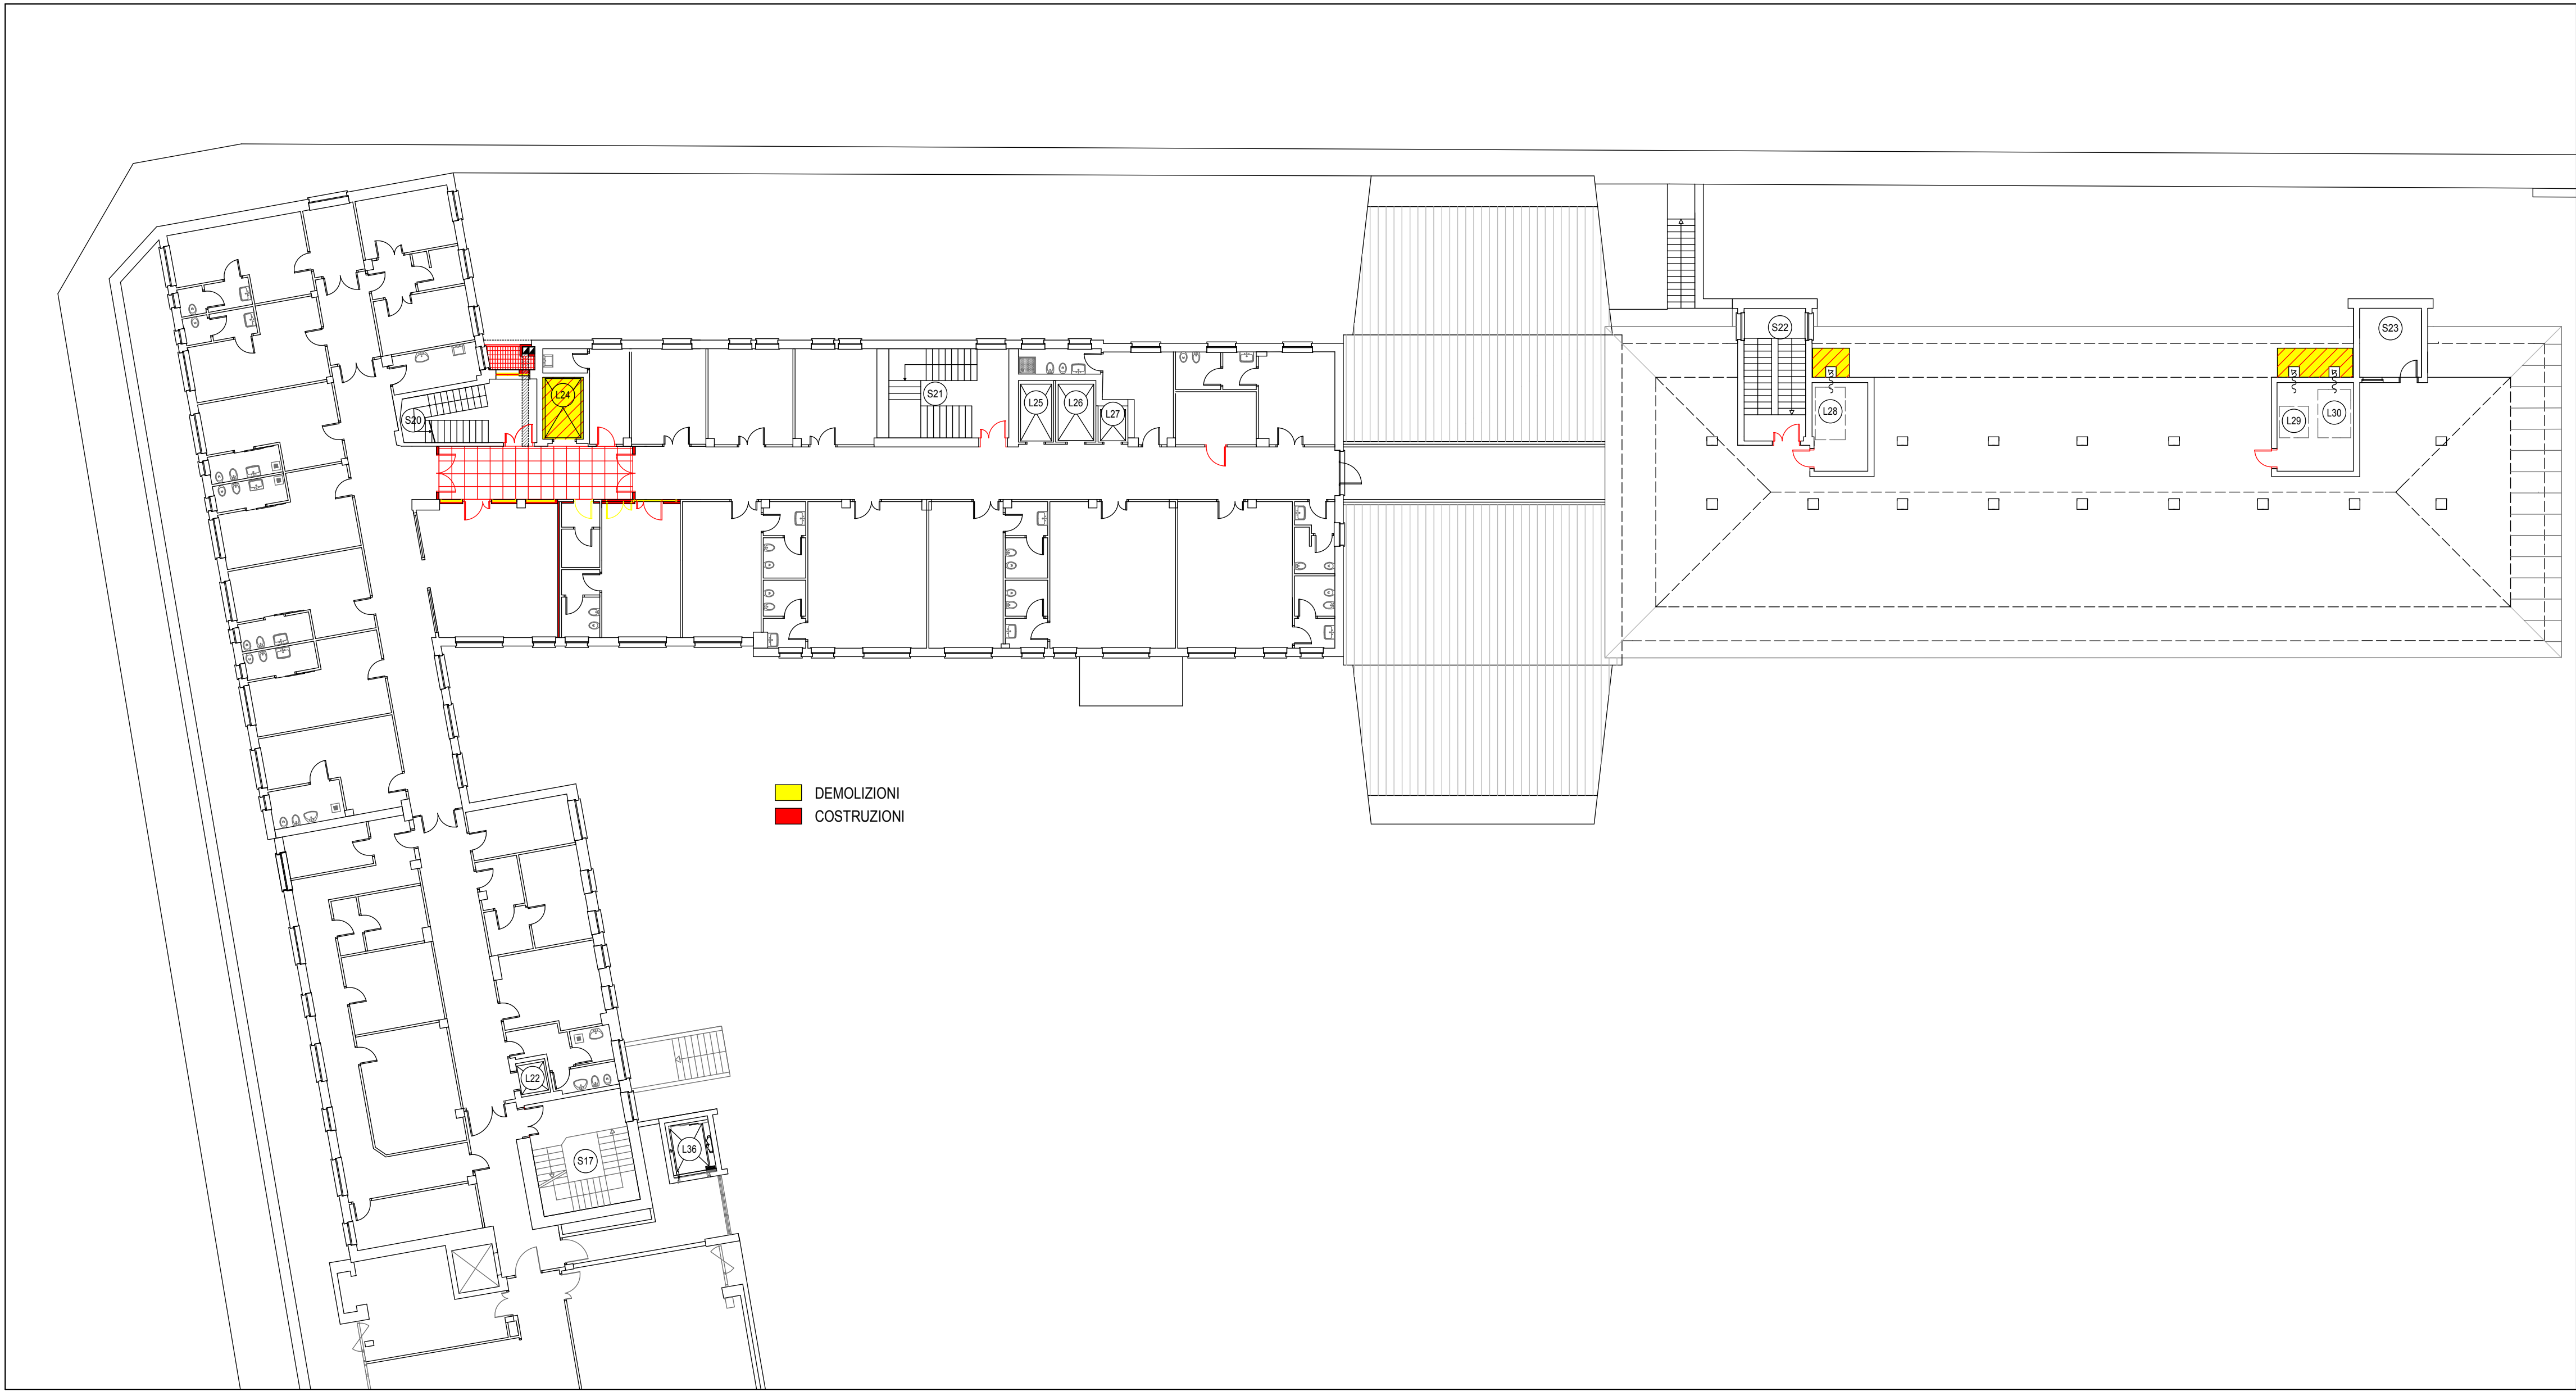 S22
S23
L24
S21
L25
L26
L27
L28
L29
L30
S20
DEMOLIZIONI
COSTRUZIONI
L22
L36
S17